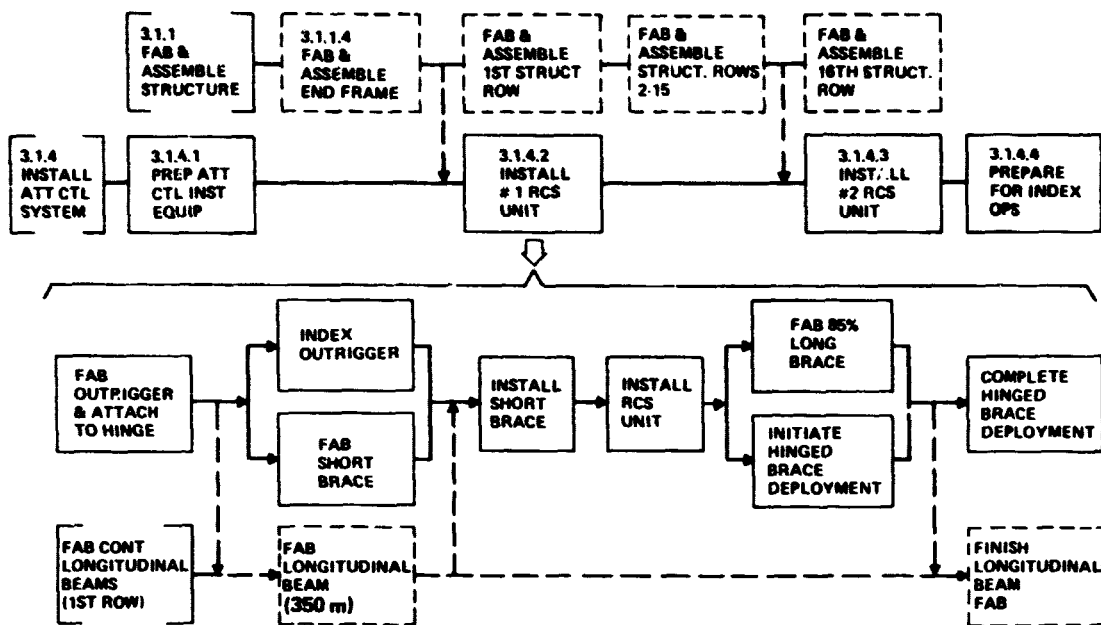 3.1.1
FAB &
ASSEMBLE
STRUCTURE
3.1.1.4
FAB &
ASSEMBLE
END FRAME
FAB &
ASSEMBLE
1ST STRUCT
ROW
FAB &
ASSEMBLE
STRUCT. ROWS
2-15
FAB &
ASSEMBLE
16TH STRUCT.
ROW
3.1.4
INSTALL
ATT CTL
SYSTEM
3.1.4.1
PREP ATT
CTL INST
EQUIP
3.1.4.2
INSTALL
# 1 RCS
UNIT
3.1.4.3
INSTALL
#2 RCS
UNIT
3.1.4.4
PREPARE
FOR INDEX
OPS
FAB
OUTRIGGER
& ATTACH
TO HINGE
INDEX
OUTRIGGER
FAB
SHORT
BRACE
INSTALL
SHORT
BRACE
INSTALL
RCS
UNIT
FAB 85%
LONG
BRACE
INITIATE
HINGED
BRACE
DEPLOYMENT
COMPLETE
HINGED
BRACE
DEPLOYMENT
FAB CONT
LONGITUDINAL
BEAMS
(1ST ROW)
FAB
LONGITUDINAL
BEAM
(350 m)
FINISH
LONGITUDINAL
BEAM
FAB